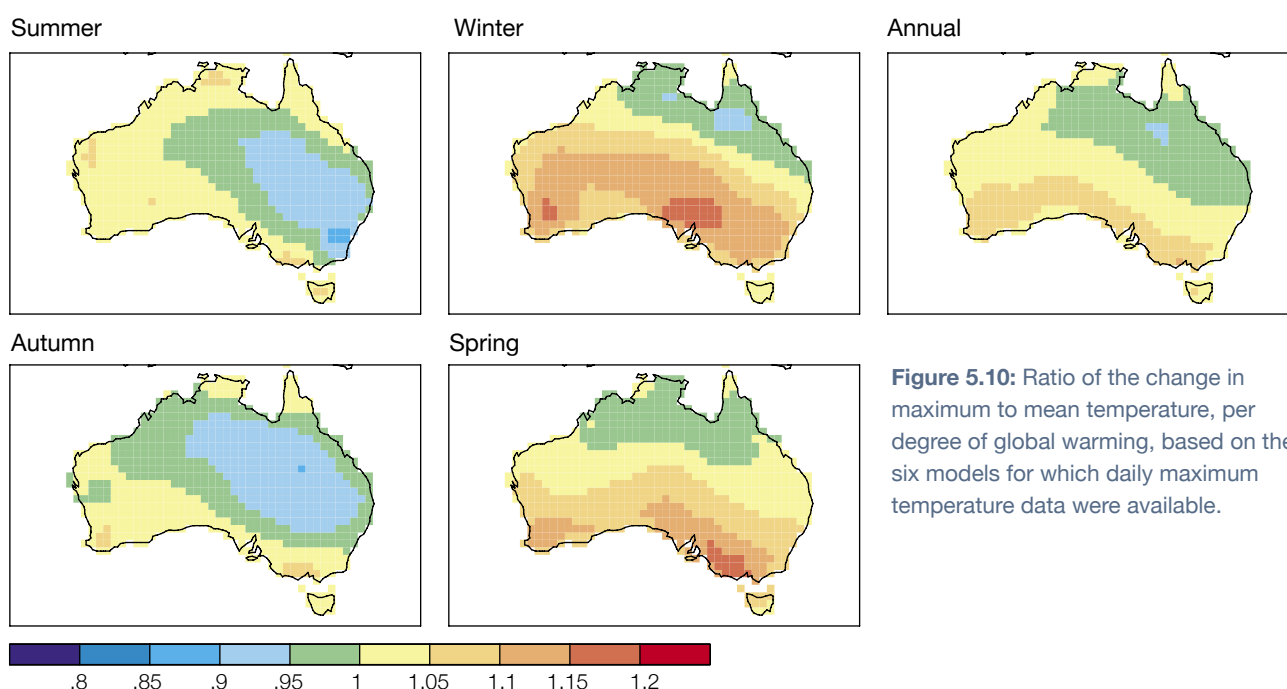 Summer
Winter
Annual
Autumn
Spring
Figure 5.10: Ratio of the change in
maximum to mean temperature, per
degree of global warming, based on the
six models for which daily maximum
temperature data were available.
.8 .85 .9 .95 1 1.05 1.1 1.15 1.2